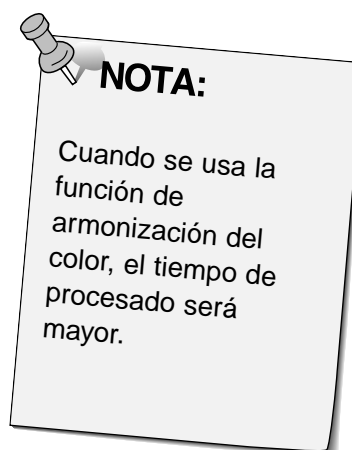 NOTA:
Cuando se usa la
función de
armonización del
color, el tiempo de
procesado será
mayor.